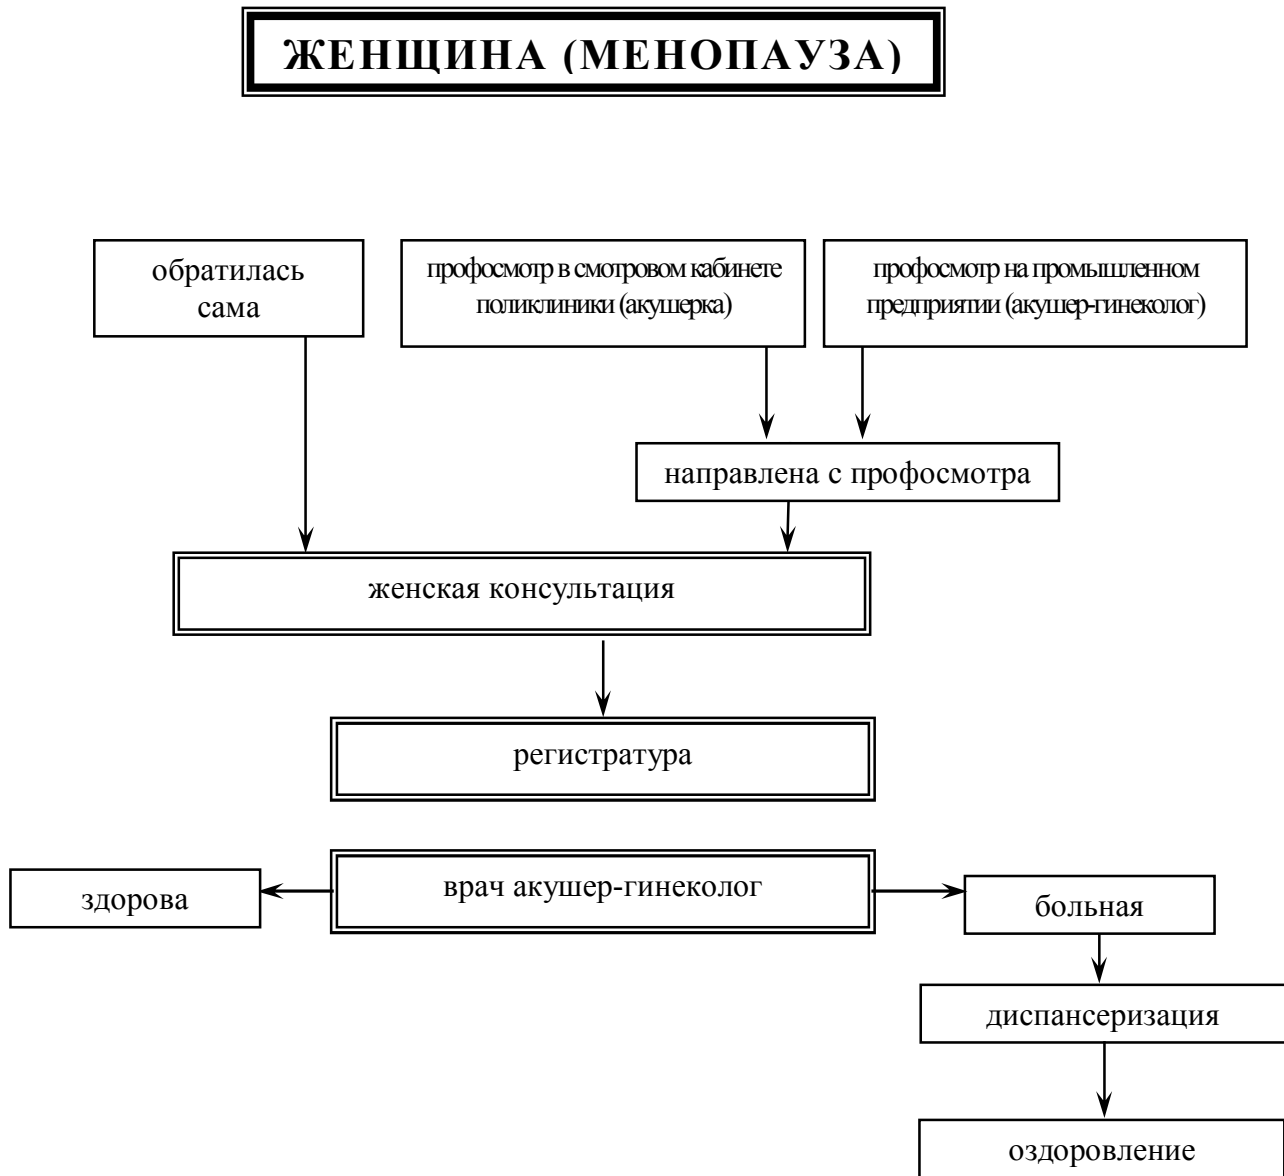 ЖЕНЩИНА (МЕНОПАУЗА)
обратилась
сама
профосмотр в смотровом кабинете
поликлиники (акушерка)
профосмотр на промышленном
предприятии (акушер-гинеколог)
направлена с профосмотра
женская консультация
регистратура
врач акушер-гинеколог
здорова
больная
диспансеризация
оздоровление